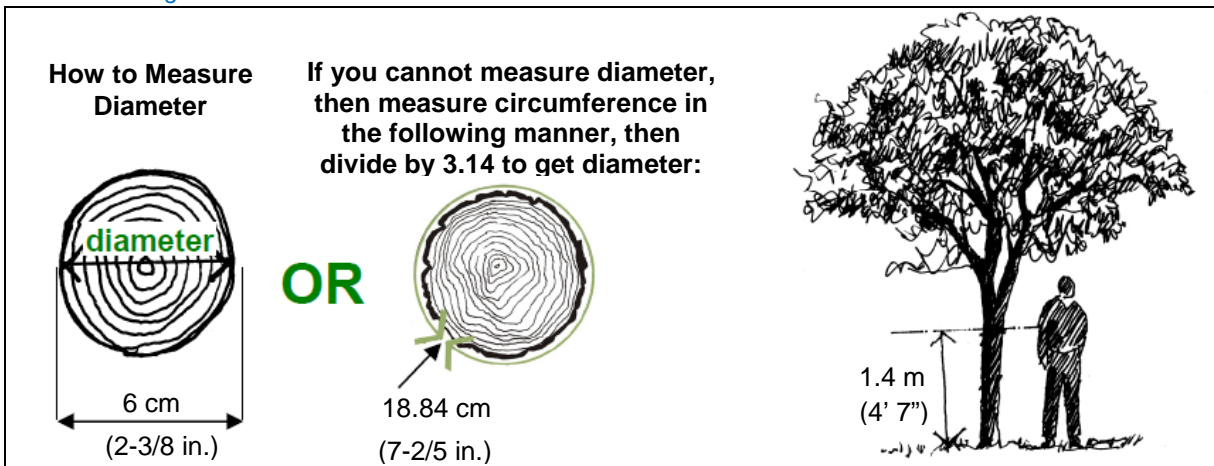 How to Measure
Diameter
If you cannot measure diameter,
then measure circumference in
the following manner, then
divide by 3.14 to get diameter:
diameter
OR
6 cm
(2-3/8 in.)
18.84 cm
(7-2/5 in.)
1.4 m
(4' 7”)